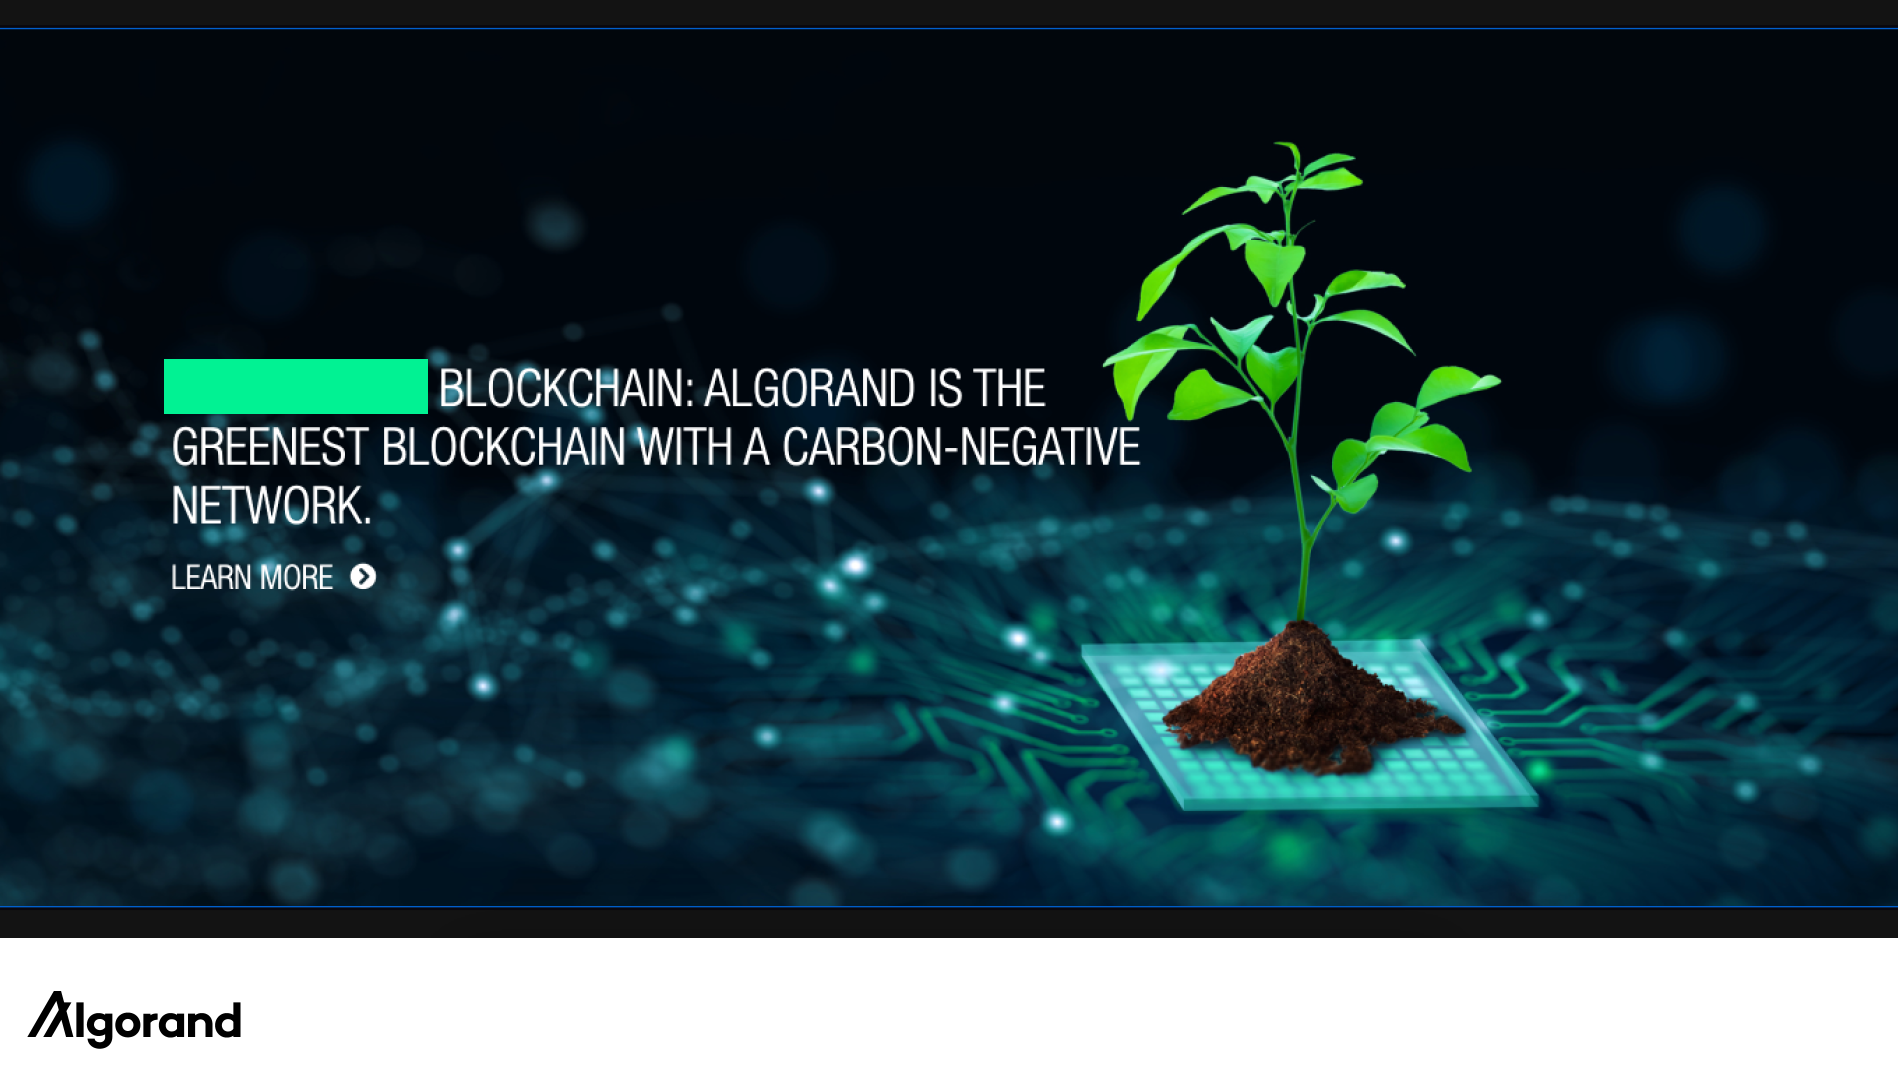 BLOCKCHAIN: ALGORAND IS THE
GREENEST BLOCKCHAIN WITH A CARBON-NEGATIVE
NETWORK.
LEARN MORE
Algorand